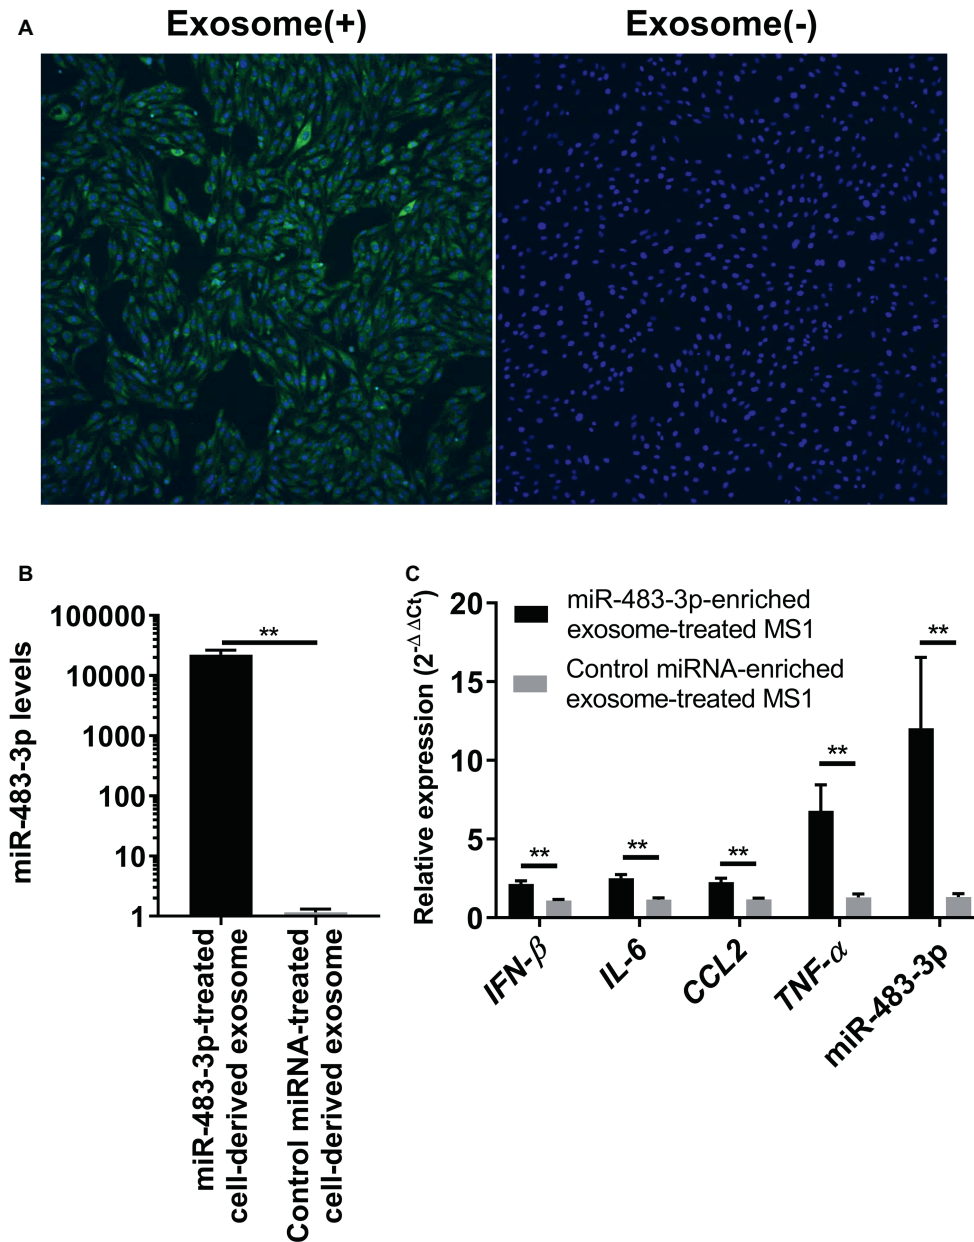 A
Exosome(+)
Exosome(-)
B
miR-483-3p levels
100000
10000
1000
100
10
1
**
miR-483-3p-treated
cell-derived exosome
Control miRNA-treated
cell-derived exosome
C
Relative expression (2-Δ ΔCt)
20
15
10
5
0
miR-483-3p-enriched
exosome-treated MS1
Control miRNA-enriched
exosome-treated MS1
**
**
**
**
**
IFN-β
IL-6
CCL2
TNF-α
miR-483-3p